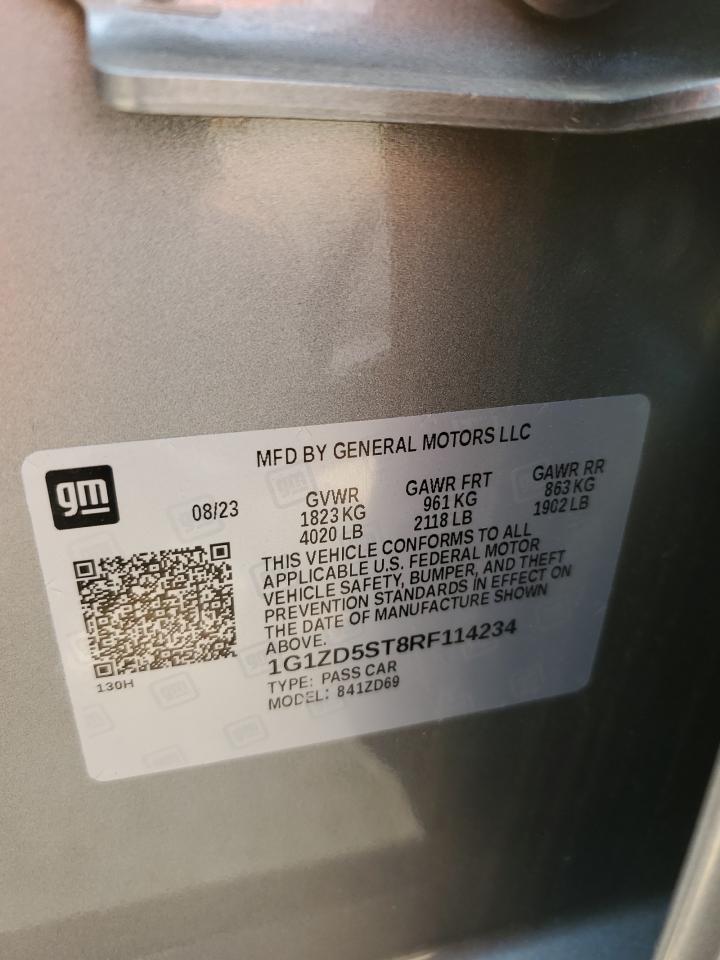 MFD BY GENERAL MOTORS LLC
gm
08/23
GVWR
1823 KG
4020 LB
GAWR FRT
961 KG
2118 LB
GAWR RR
863 KG
1902 LB
THIS VEHICLE CONFORMS TO ALL
APPLICABLE U.S. FEDERAL MOTOR
VEHICLE SAFETY, BUMPER, AND THEFT
PREVENTION STANDARDS IN EFFECT ON
THE DATE OF MANUFACTURE SHOWN
ABOVE.
1G1ZD5ST8RF114234
TYPE: PASS CAR
MODEL: 841ZD69
130H